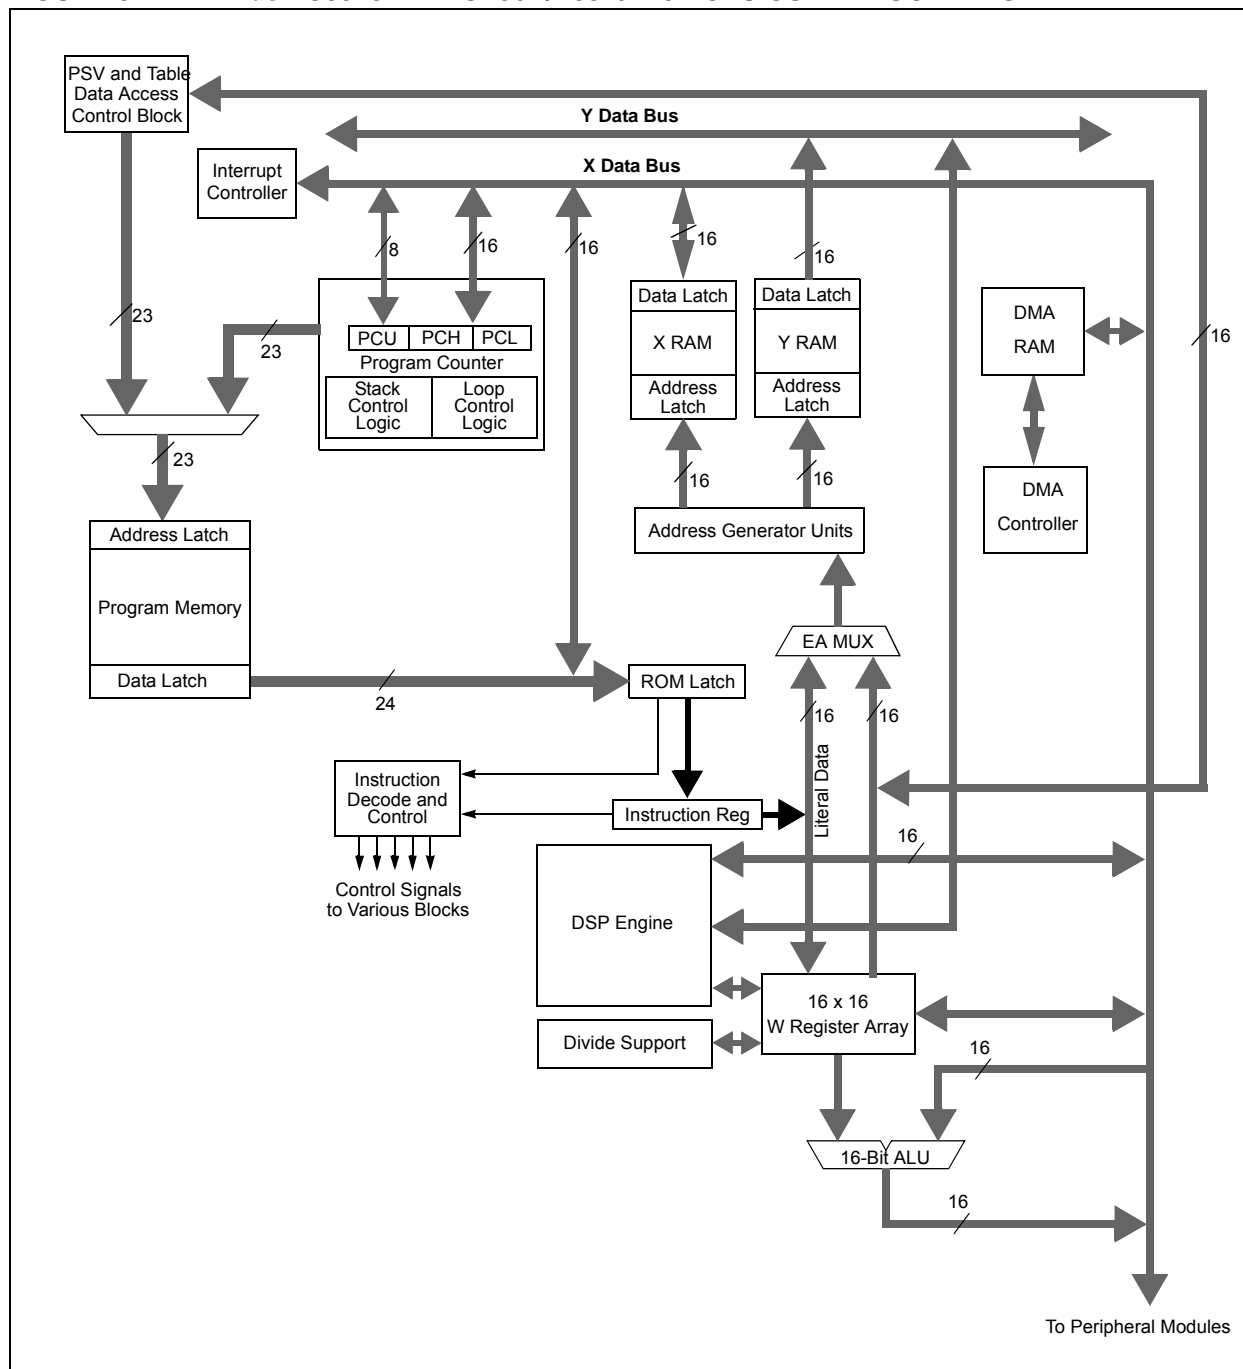 PSV and Table
Data Access
Control Block
Y Data Bus
Interrupt
Controller
X Data Bus
8
16
16
16
16
23
23
16
PCU PCH PCL
Program Counter
Stack
Control
Logic
Loop
Control
Logic
Data Latch
X RAM
Address
Latch
Data Latch
Y RAM
Address
Latch
DMA
RAM
23
16
16
DMA
Controller
Address Generator Units
Address Latch
Program Memory
Data Latch
24
EA MUX
ROM Latch
16
16
Literal Data
Instruction
Decode and
Control
Instruction Reg
Control Signals
to Various Blocks
16
DSP Engine
16 x 16
W Register Array
Divide Support
16
16-Bit ALU
16
To Peripheral Modules